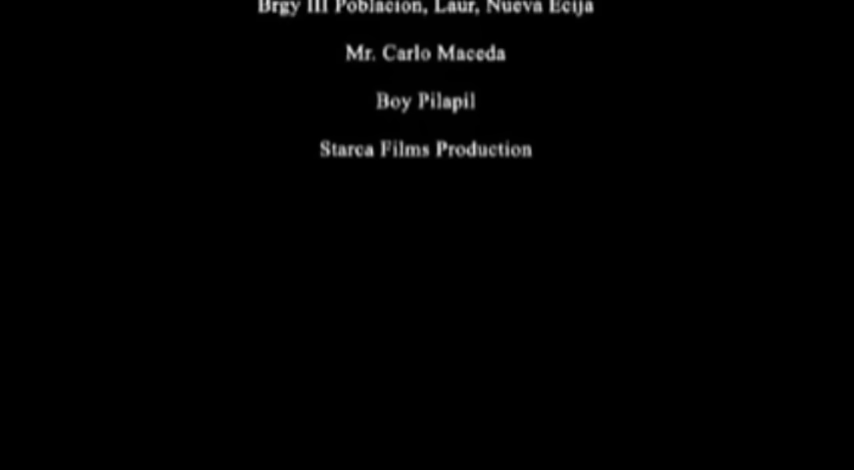 Brgy III Poblacion, Laur, Nueva Ecija
Mr. Carlo Maceda
Boy Pilapil
Starca Films Production